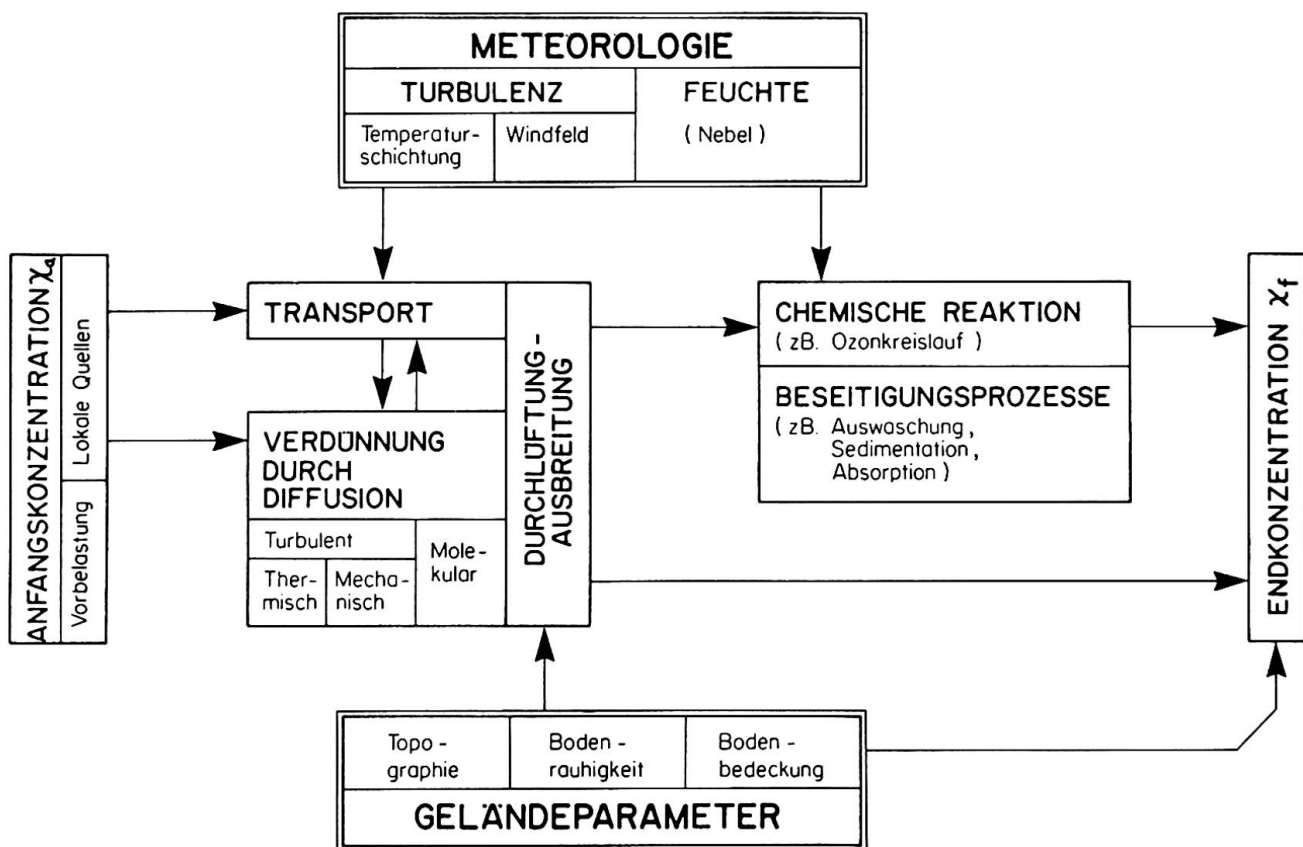 METEOROLOGIE
TURBULENZ
FEUCHTE
( Nebel )
Temperatur-
schichtung
Windfeld
ANFANGSKONZENTRATION χa
Lokale Quellen
Vorbelastung
TRANSPORT
VERDÜNNUNG
DURCH
DIFFUSION
Turbulent
Ther-
misch
Mecha-
nisch
Mole-
kular
DURCHLÜFTUNG-
AUSBREITUNG
CHEMISCHE REAKTION
( zB. Ozonkreislauf )
BESEITIGUNGSPROZESSE
( zB. Auswaschung,
Sedimentation,
Absorption )
ENDKONZENTRATION χf
Topo-
graphie
Boden-
rauhigkeit
Boden-
bedeckung
GELÄNDEPARAMETER